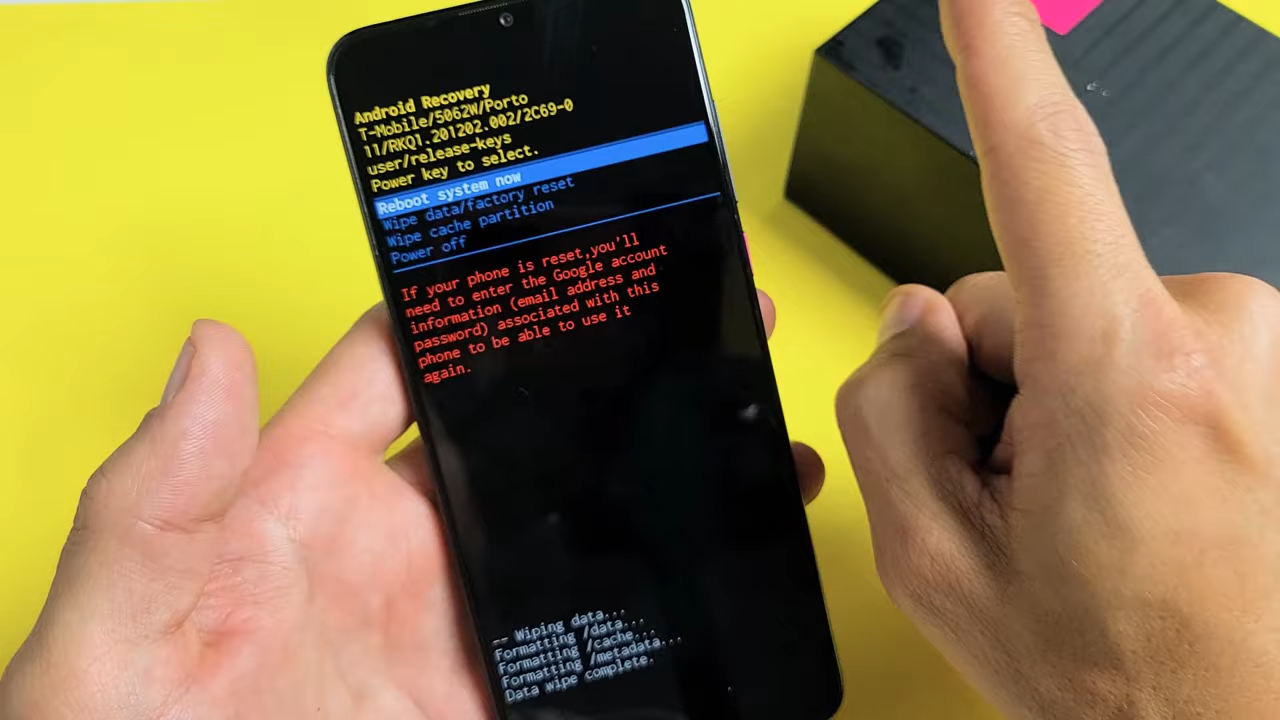 Android Recovery
T-Mobile/5062W/Porto
11/RKQ1.201202.002/2C69-0
user/release-keys
Power key to select.
Reboot system now
Wipe data/factory reset
Wipe cache partition
Power off
If your phone is reset,you'll
need to enter the Google account
information (email address and
password) associated with this
phone to be able to use it
again.
-- Wiping data...
Formatting /data...
Formatting /cache...
Formatting /metadata...
Data wipe complete.